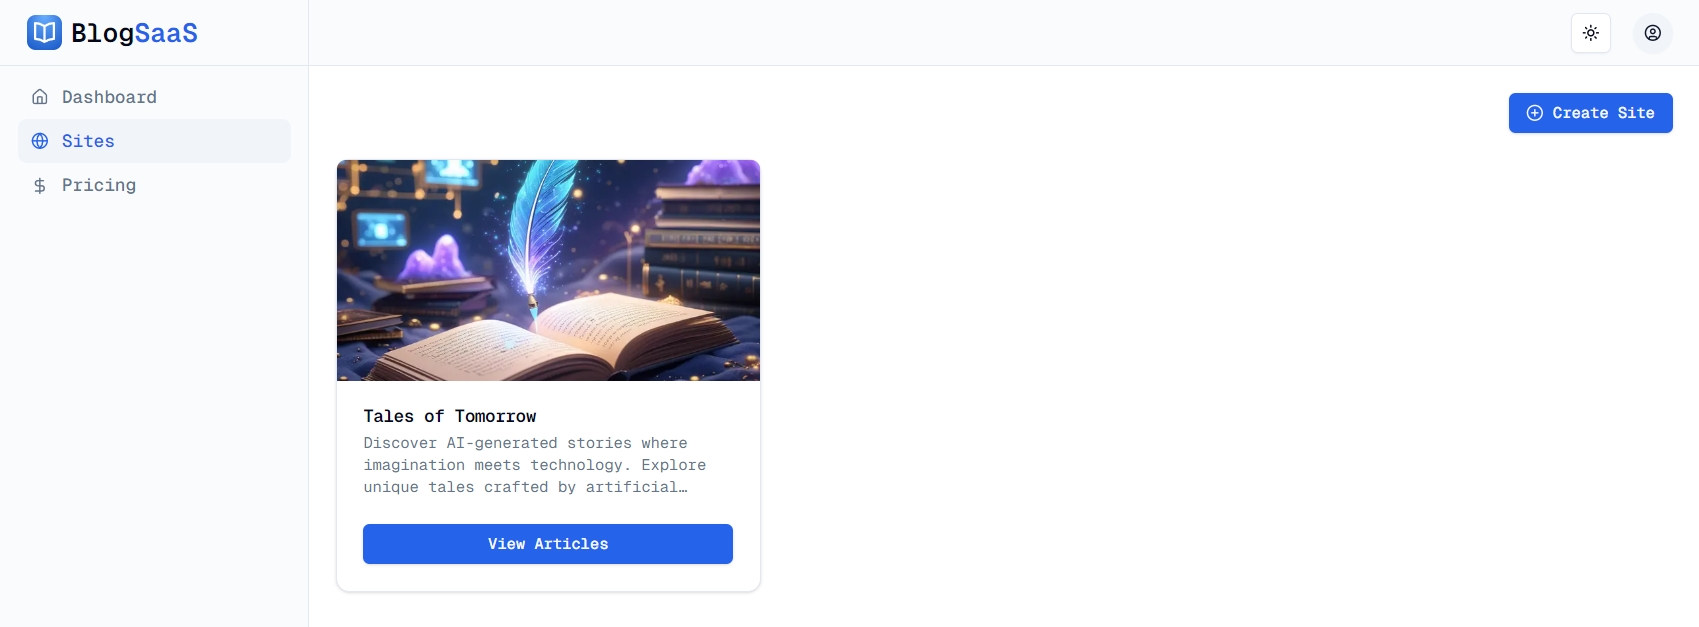 BlogSaaS
Dashboard
Sites
Pricing
Create Site
Tales of Tomorrow
Discover AI-generated stories where
imagination meets technology. Explore
unique tales crafted by artificial…
View Articles